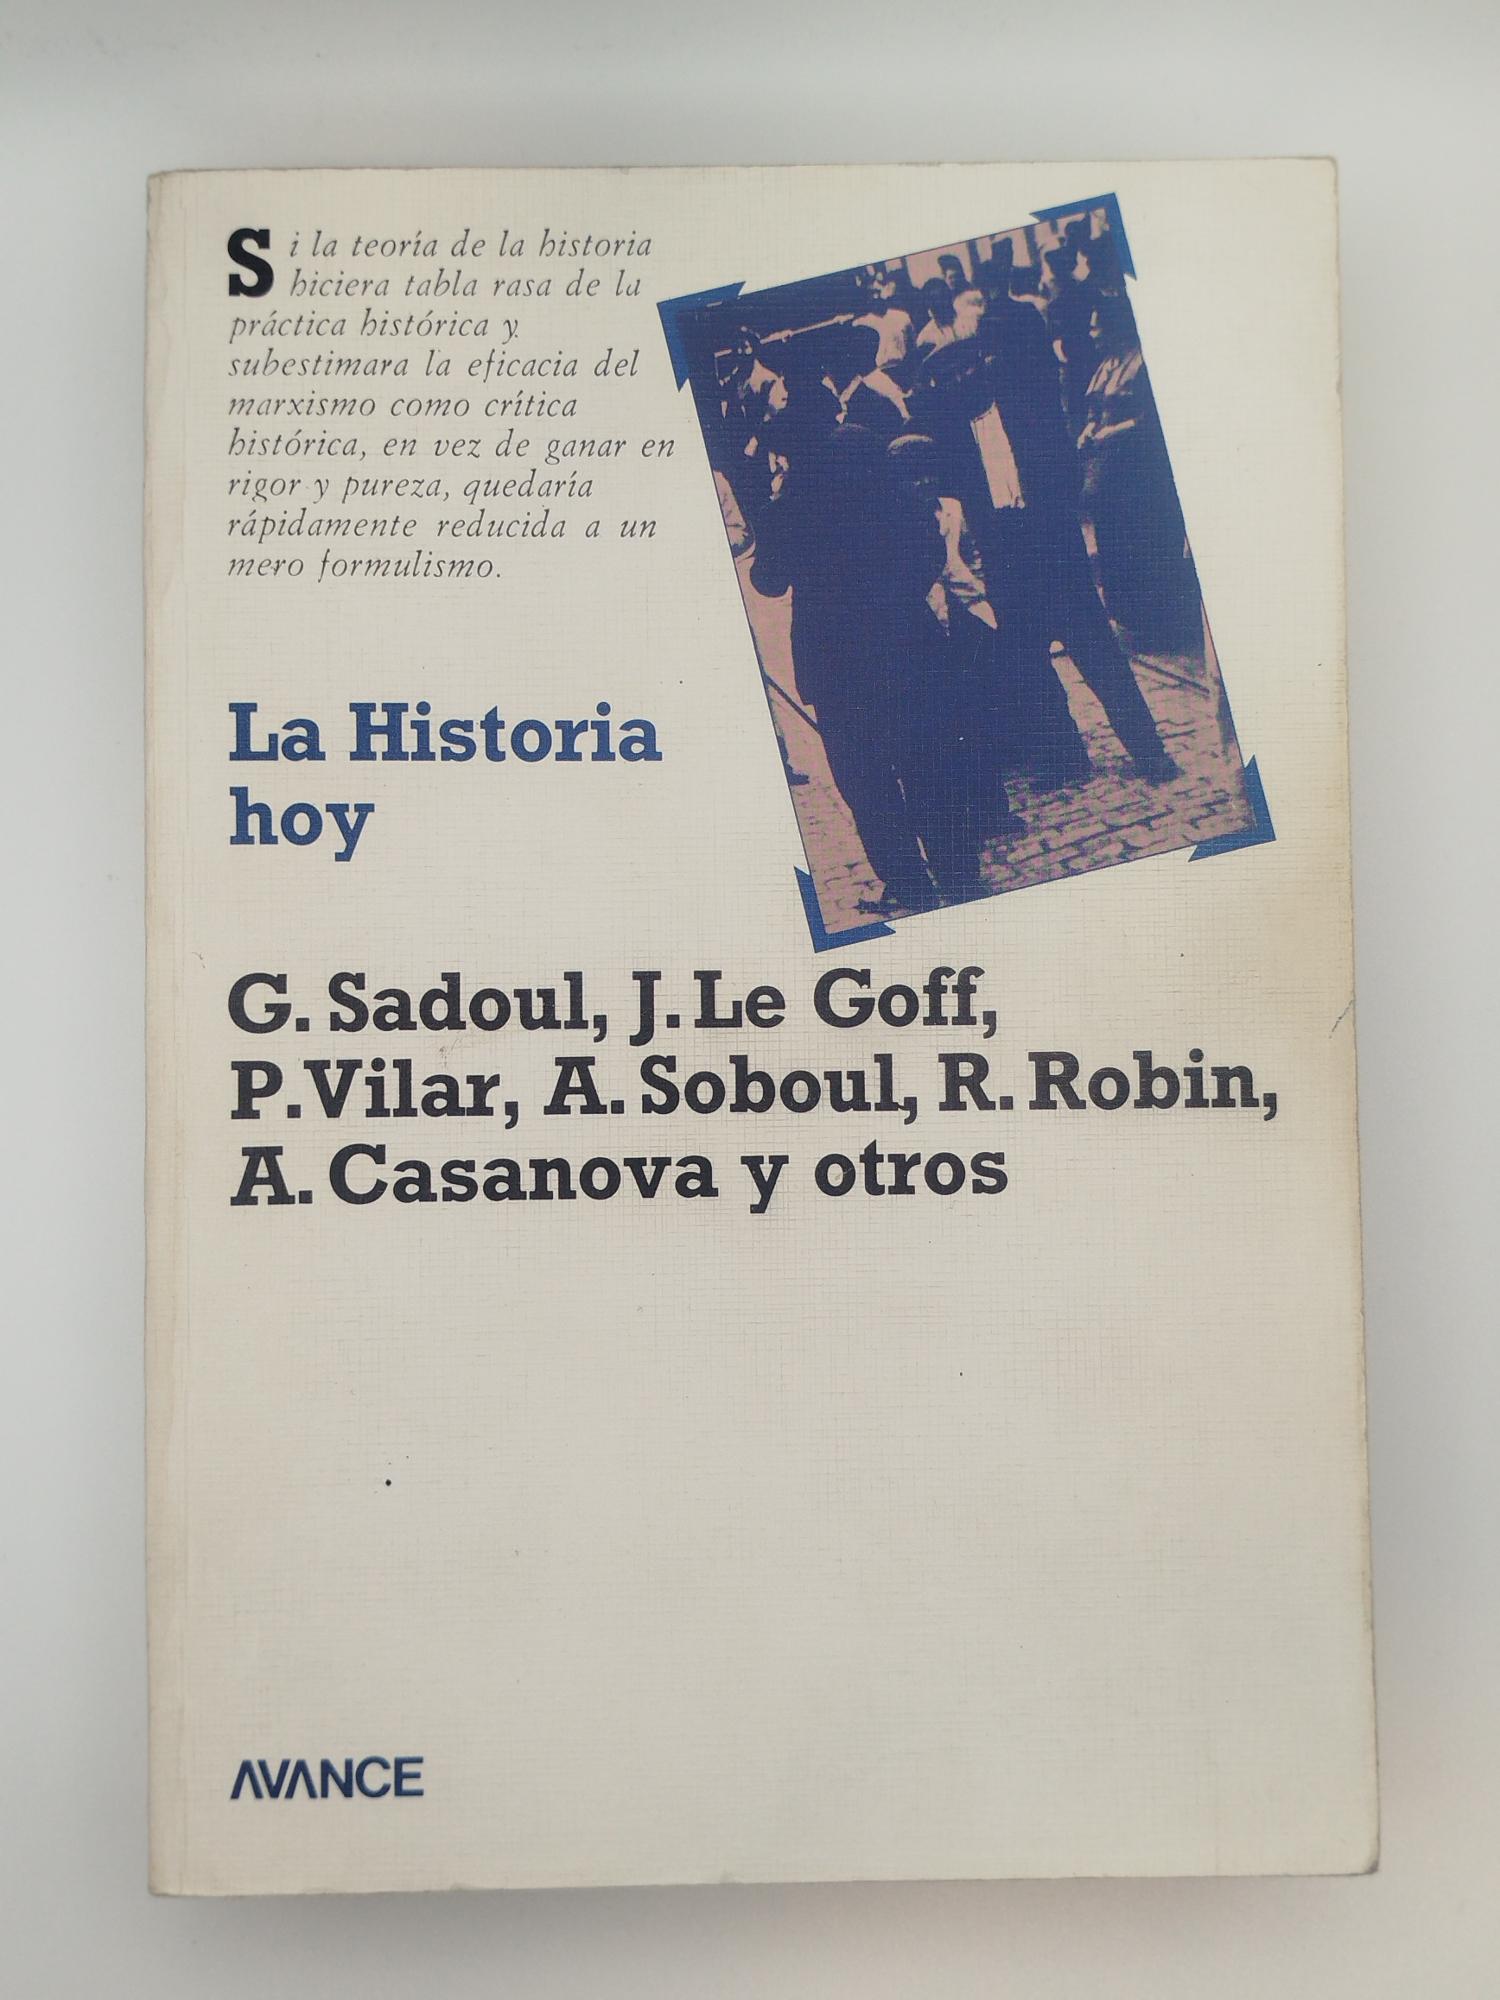 Si la teoría de la historia
hiciera tabla rasa de la
práctica histórica y
subestimara la eficacia del
marxismo como crítica
histórica, en vez de ganar en
rigor y pureza, quedaría
rápidamente reducida a un
mero formulismo.
La Historia
hoy
G. Sadoul, J. Le Goff,
P. Vilar, A. Soboul, R. Robin,
A. Casanova y otros
AVANCE